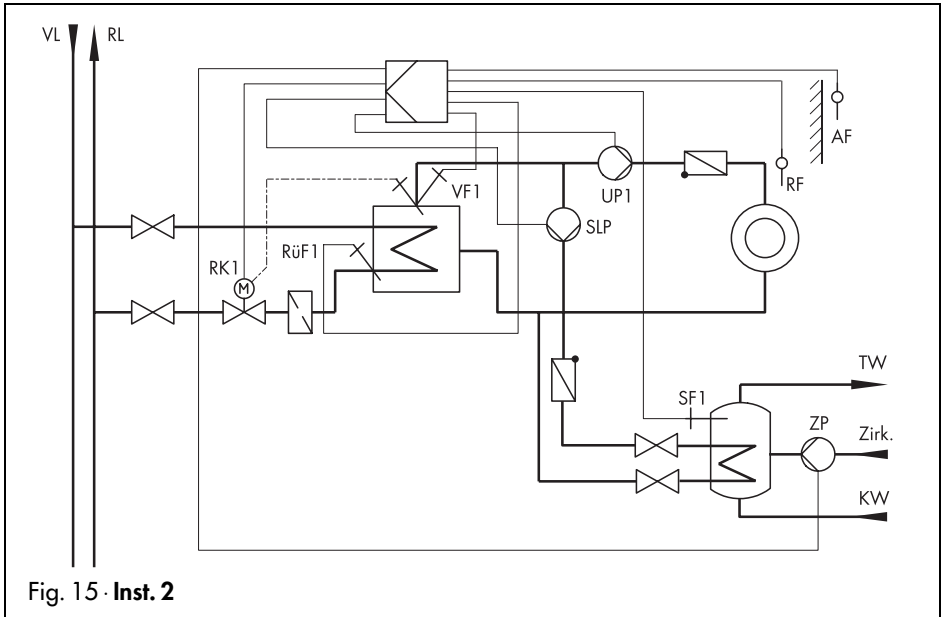 VL RL
AF
RF
VF1
UP1
SLP
RüF1
RK1
M
TW
SF1
ZP
Zirk.
KW
Fig. 15 · Inst. 2